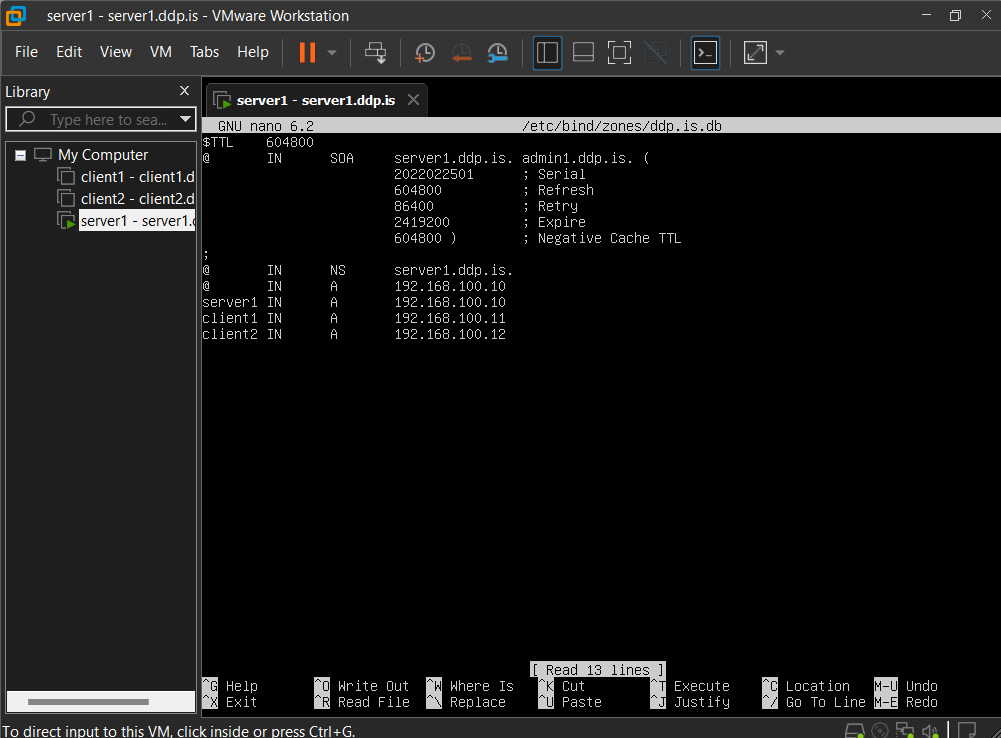 server1 - server1.ddp.is - VMware Workstation
File Edit View VM Tabs Help
Library
Type here to sea...
My Computer
client1 - client1.d
client2 - client2.d
server1 - server1.
server1 - server1.ddp.is
GNU nano 6.2 /etc/bind/zones/ddp.is.db
$TTL 604800
@ IN SOA server1.ddp.is. admin1.ddp.is. (
2022022501 ; Serial
604800 ; Refresh
86400 ; Retry
2419200 ; Expire
604800 ) ; Negative Cache TTL
;
@ IN NS server1.ddp.is.
@ IN A 192.168.100.10
server1 IN A 192.168.100.10
client1 IN A 192.168.100.11
client2 IN A 192.168.100.12
[ Read 13 lines ]
^G Help ^O Write Out ^W Where Is ^K Cut ^T Execute ^C Location M-U Undo
^X Exit ^R Read File ^\ Replace ^U Paste ^J Justify ^/ Go To Line M-E Redo
To direct input to this VM, click inside or press Ctrl+G.